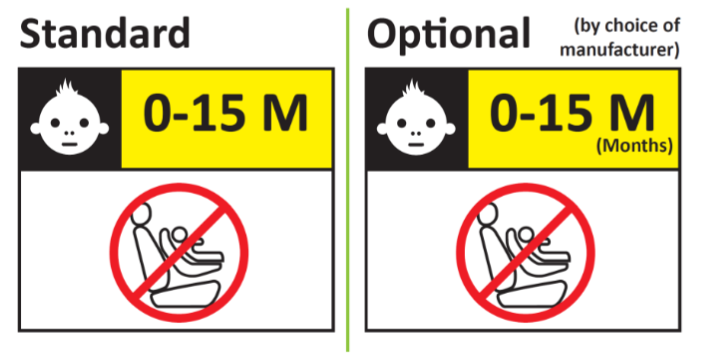 Standard
0-15 M
Optional
(by choice of
manufacturer)
0-15 M
(Months)